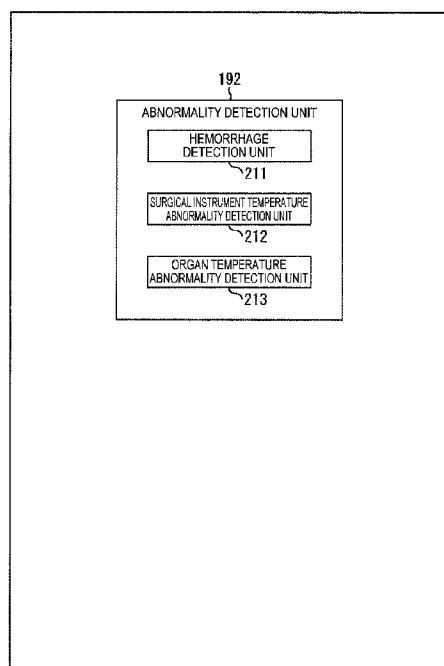 192
ABNORMALITY DETECTION UNIT
HEMORRHAGE
DETECTION UNIT
211
SURGICAL INSTRUMENT TEMPERATURE
ABNORMALITY DETECTION UNIT
212
ORGAN TEMPERATURE
ABNORMALITY DETECTION UNIT
213